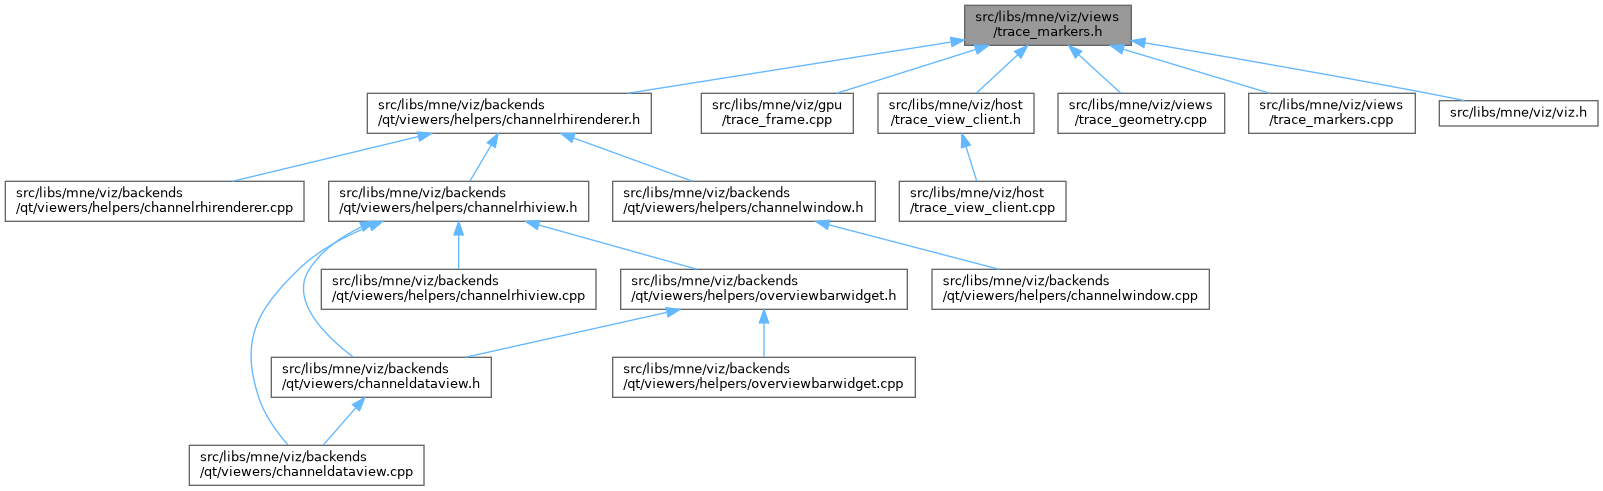 src/libs/mne/viz/views
/trace_markers.h
src/libs/mne/viz/backends
/qt/viewers/helpers/channelrhirenderer.h
src/libs/mne/viz/gpu
/trace_frame.cpp
src/libs/mne/viz/host
/trace_view_client.h
src/libs/mne/viz/views
/trace_geometry.cpp
src/libs/mne/viz/views
/trace_markers.cpp
src/libs/mne/viz/viz.h
src/libs/mne/viz/backends
/qt/viewers/helpers/channelrhirenderer.cpp
src/libs/mne/viz/backends
/qt/viewers/helpers/channelrhiview.h
src/libs/mne/viz/backends
/qt/viewers/helpers/channelwindow.h
src/libs/mne/viz/host
/trace_view_client.cpp
src/libs/mne/viz/backends
/qt/viewers/helpers/channelrhiview.cpp
src/libs/mne/viz/backends
/qt/viewers/helpers/overviewbarwidget.h
src/libs/mne/viz/backends
/qt/viewers/helpers/channelwindow.cpp
src/libs/mne/viz/backends
/qt/viewers/channeldataview.h
src/libs/mne/viz/backends
/qt/viewers/helpers/overviewbarwidget.cpp
src/libs/mne/viz/backends
/qt/viewers/channeldataview.cpp